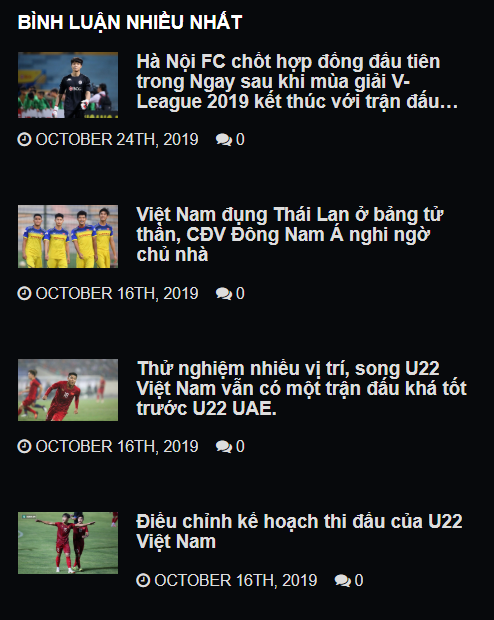 BÌNH LUẬN NHIỀU NHẤT
Hà Nội FC chốt hợp đồng đầu tiên
trong Ngay sau khi mùa giải V-
League 2019 kết thúc với trận đấu…
OCTOBER 24TH, 2019 0
Việt Nam đụng Thái Lan ở bảng tử
thần, CĐV Đông Nam Á nghi ngờ
chủ nhà
OCTOBER 16TH, 2019 0
Thử nghiệm nhiều vị trí, song U22
Việt Nam vẫn có một trận đấu khá tốt
trước U22 UAE.
OCTOBER 16TH, 2019 0
Điều chỉnh kế hoạch thi đấu của U22
Việt Nam
OCTOBER 16TH, 2019 0